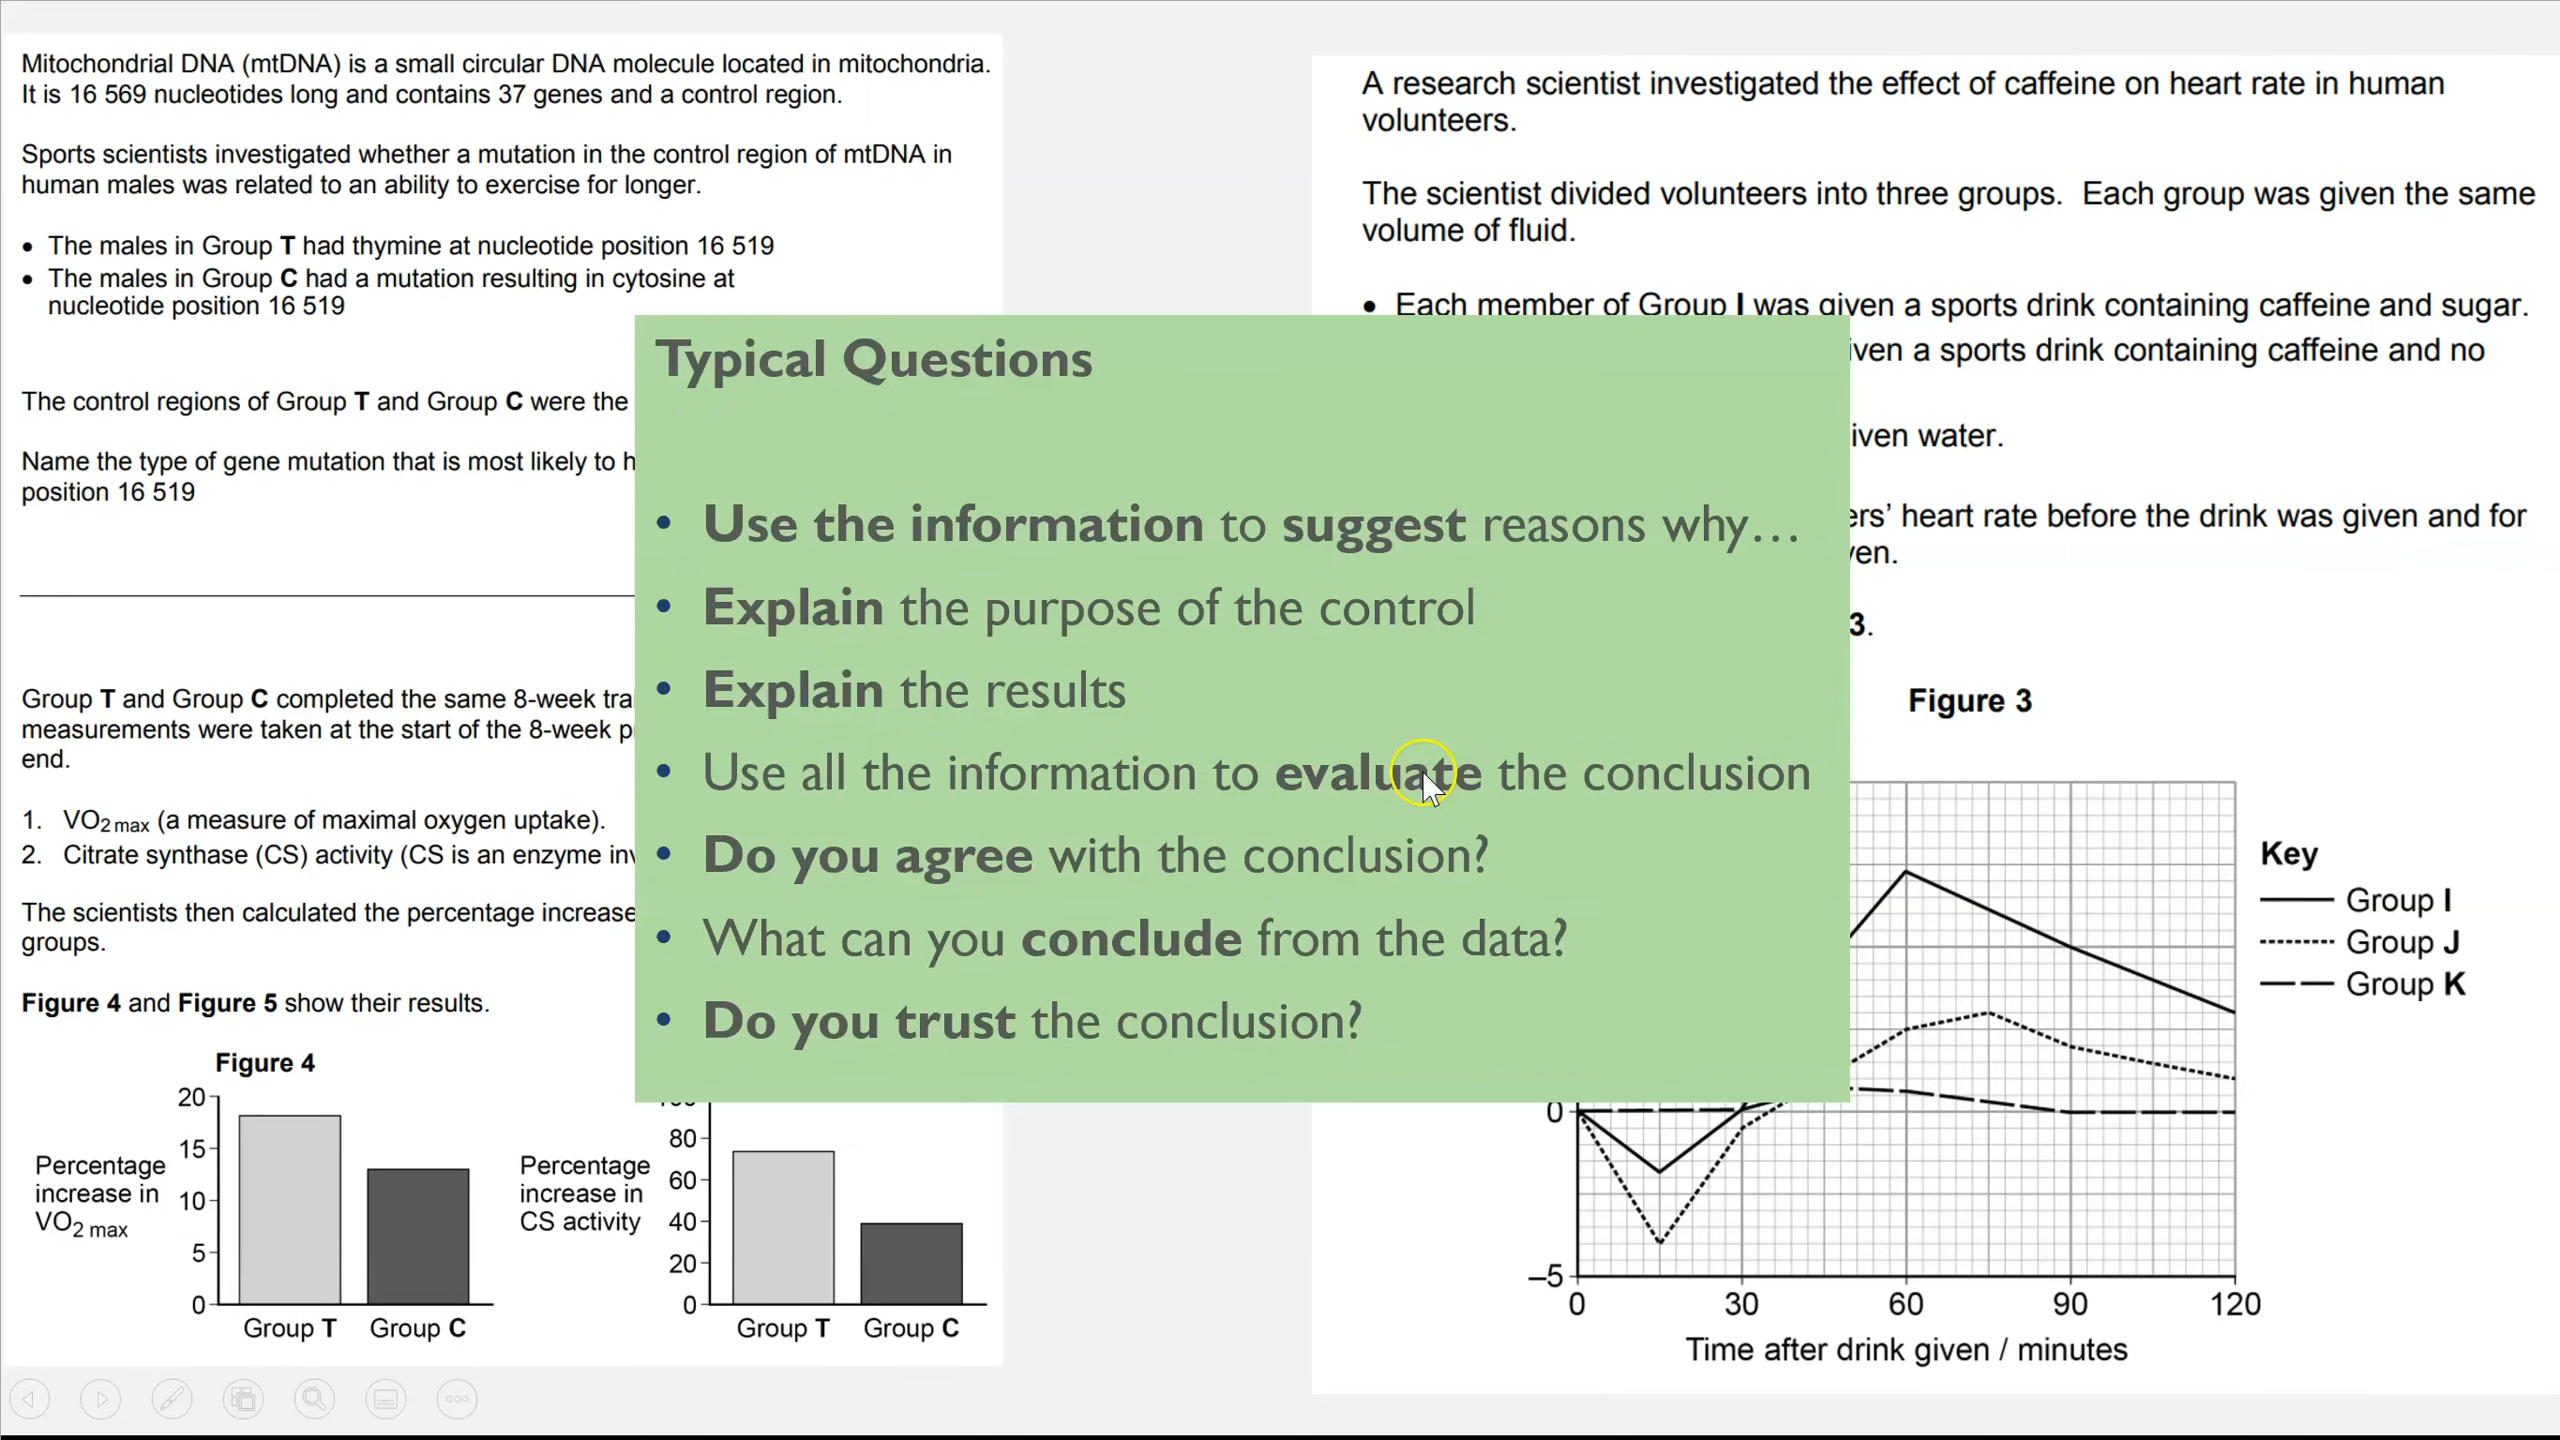 Mitochondrial DNA (mtDNA) is a small circular DNA molecule located in mitochondria.
It is 16 569 nucleotides long and contains 37 genes and a control region.
Sports scientists investigated whether a mutation in the control region of mtDNA in
human males was related to an ability to exercise for longer.
• The males in Group T had thymine at nucleotide position 16 519
• The males in Group C had a mutation resulting in cytosine at
nucleotide position 16 519
The control regions of Group T and Group C were the
Name the type of gene mutation that is most likely to h
position 16 519
Group T and Group C completed the same 8-week
measurements were taken at the start of the 8-week p
end.
1. VO2 max (a measure of maximal oxygen uptake).
2. Citrate synthase (CS) activity (CS is an enzyme
The scientists then calculated the percentage increase
groups.
Figure 4 and Figure 5 show their results.
Figure 4
20
15
10
5
0
Percentage
increase in
VO2 max
Group T Group C
80
60
40
20
0
Percentage
increase in
CS activity
Group T Group C
Typical Questions
• Use the information to suggest reasons why…
• Explain the purpose of the control
• Explain the results
• Use all the information to evaluate the conclusion
• Do you agree with the conclusion?
• What can you conclude from the data?
• Do you trust the conclusion?
A research scientist investigated the effect of caffeine on heart rate in human
volunteers.
The scientist divided volunteers into three groups. Each group was given the same
volume of fluid.
• Each member of Group I was given a sports drink containing caffeine and sugar.
iven a sports drink containing caffeine and no
iven water.
ers' heart rate before the drink was given and for
ven.
3.
Figure 3
Key
Group I
Group J
Group K
0
–5
0 30 60 90 120
Time after drink given / minutes